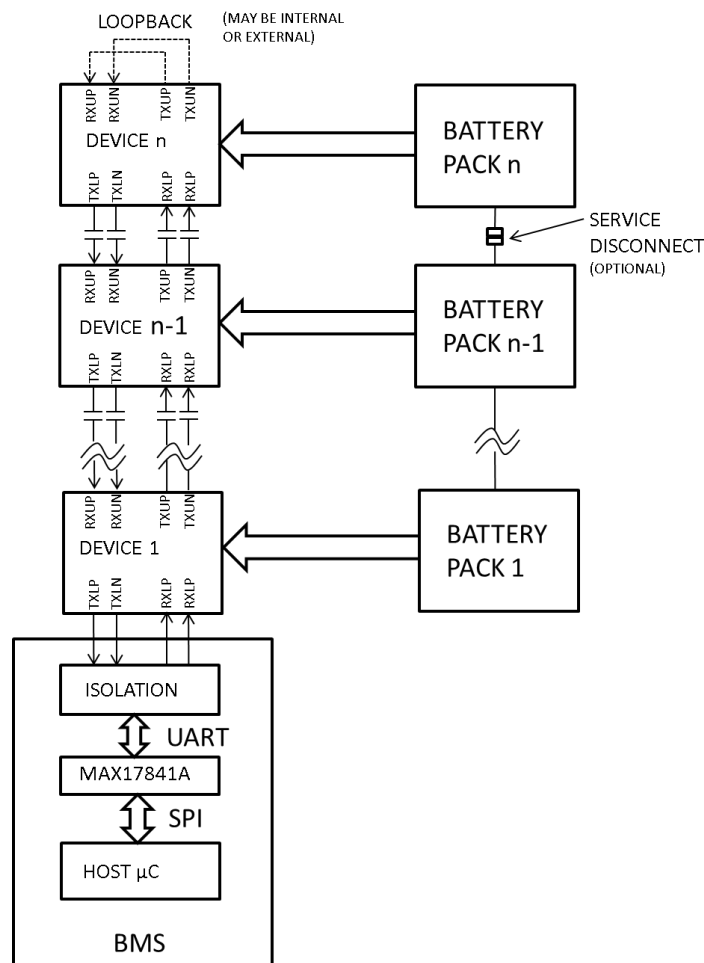 LOOPBACK
(MAY BE INTERNAL
OR EXTERNAL)
RXUP
RXUN
TXUP
TXUN
DEVICE n
TXLP
TXLN
RXLP
RXLP
BATTERY
PACK n
SERVICE
DISCONNECT
(OPTIONAL)
RXUP
RXUN
TXUP
TXUN
DEVICE n-1
TXLP
TXLN
RXLP
RXLP
BATTERY
PACK n-1
RXUP
RXUN
TXUP
TXUN
DEVICE 1
TXLP
TXLN
RXLP
RXLP
BATTERY
PACK 1
ISOLATION
UART
MAX17841A
SPI
HOST µC
BMS